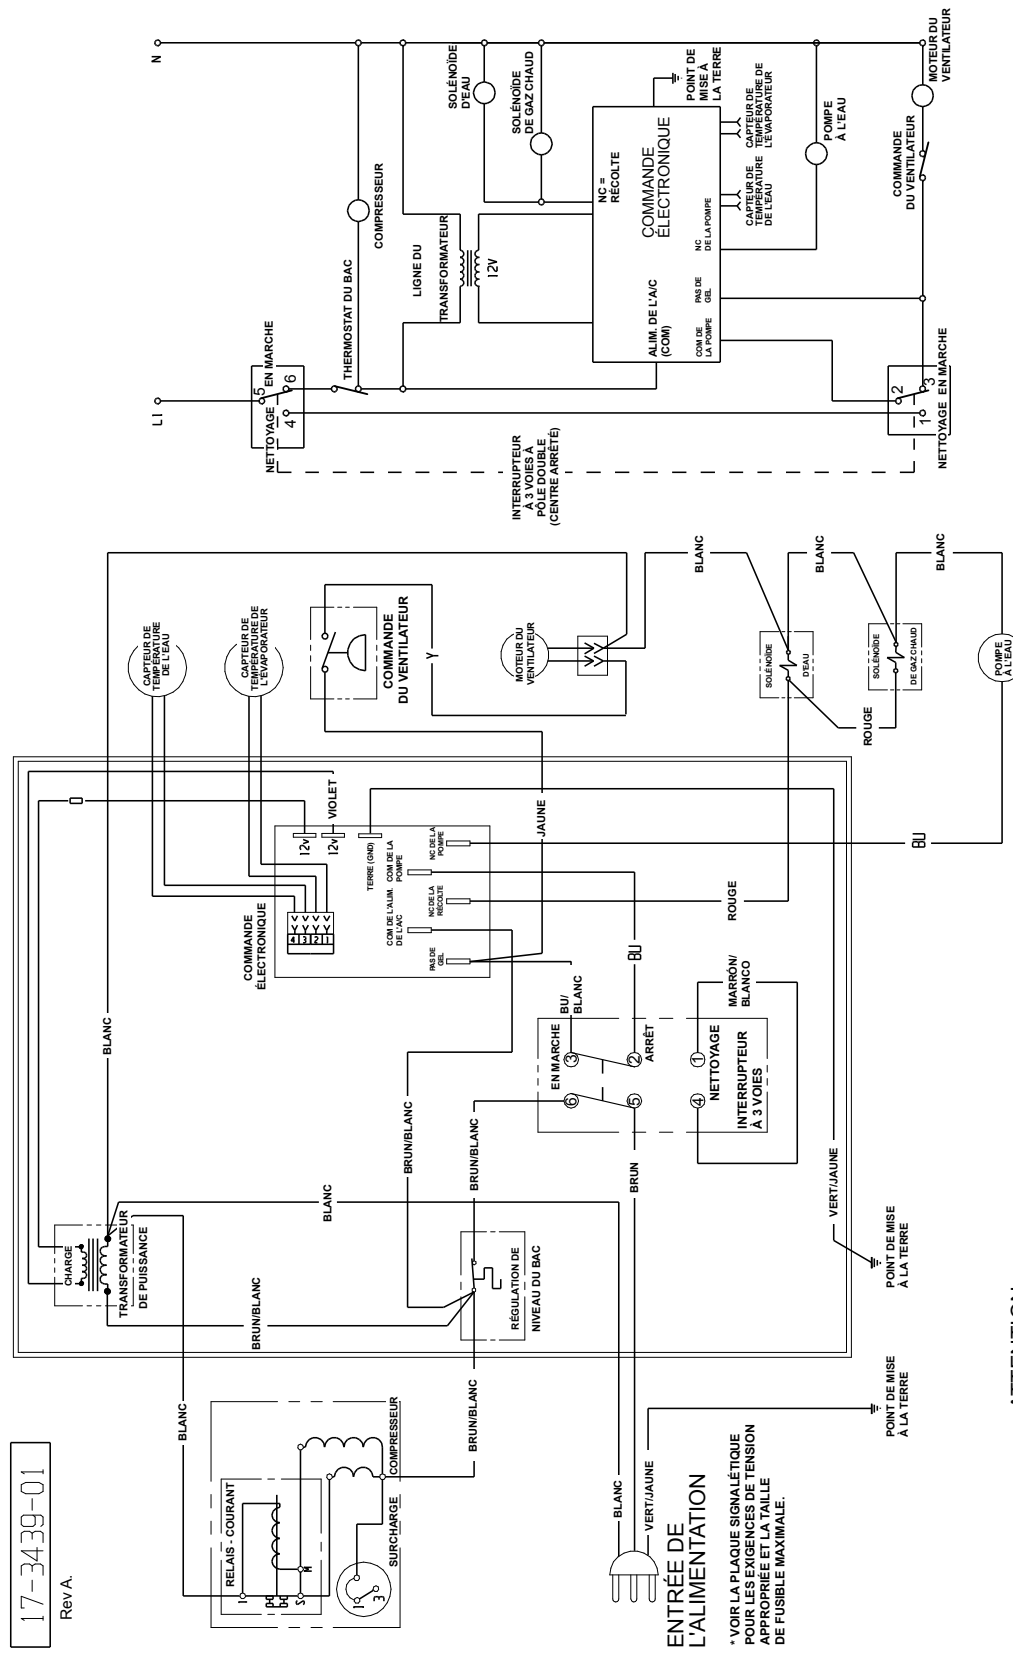 17-3439-01
Rev A.
N
L1
SOLÉNOÏDE
D'EAU
SOLÉNOÏDE
DE GAZ CHAUD
COMPRESSEUR
THERMOSTAT DU BAC
LIGNE DU
TRANSFORMATEUR
12V
NC =
RÉCOLTE
COMMANDE
ÉLECTRONIQUE
ALIM. DE L'A/C
(COM)
COM DE
LA POMPE
PAS DE
GEL
NC
DE LA POMPE
POINT DE
MISE À
LA TERRE
CAPTEUR DE
TEMPÉRATURE DE
L'ÉVAPORATEUR
CAPTEUR DE
TEMPÉRATURE
DE L'EAU
POMPE
À L'EAU
COMMANDE
DU VENTILATEUR
MOTEUR DU
VENTILATEUR
NETTOYAGE
EN MARCHE
5
6
4
NETTOYAGE
EN MARCHE
2
3
1
INTERRUPTEUR
À 3 VOIES À
PÔLE DOUBLE
(CENTRE ARRÊTÉ)
CAPTEUR DE
TEMPÉRATURE
DE L'EAU
CAPTEUR DE
TEMPÉRATURE DE
L'ÉVAPORATEUR
COMMANDE
DU VENTILATEUR
Y
MOTEUR DU
VENTILATEUR
BLANC
BLANC
BLANC
SOLÉNOÏDE
D'EAU
SOLÉNOÏDE
DE GAZ CHAUD
ROUGE
POMPE
À L'EAU
BLANC
O
VIOLET
12v
12v
TERRE (GND)
COM DE LA
POMPE
NC DE LA
POMPE
COM DE L'ALIM.
DE L'A/C
NC DE LA
RÉCOLTE
PAS DE
GEL
COMMANDE
ÉLECTRONIQUE
4 3 2 1
JAUNE
ROUGE
BU
BU
BU/
BLANC
MARRÓN/
BLANCO
EN MARCHE
ARRÊT
NETTOYAGE
3
2
1
6
5
4
INTERRUPTEUR
À 3 VOIES
BRUN/BLANC
BRUN/BLANC
BRUN
BLANC
VERT/JAUNE
CHARGE
TRANSFORMATEUR
DE PUISSANCE
BRUN/BLANC
RÉGULATION DE
NIVEAU DU BAC
POINT DE MISE
À LA TERRE
POINT DE MISE
À LA TERRE
BLANC
BRUN/BLANC
RELAIS - COURANT
COMPRESSEUR
SURCHARGE
L
S
M
1
3
BLANC
VERT/JAUNE
ENTRÉE DE
L'ALIMENTATION
* VOIR LA PLAQUE SIGNALÉTIQUE
POUR LES EXIGENCES DE TENSION
APPROPRIÉE ET LA TAILLE
DE FUSIBLE MAXIMALE.